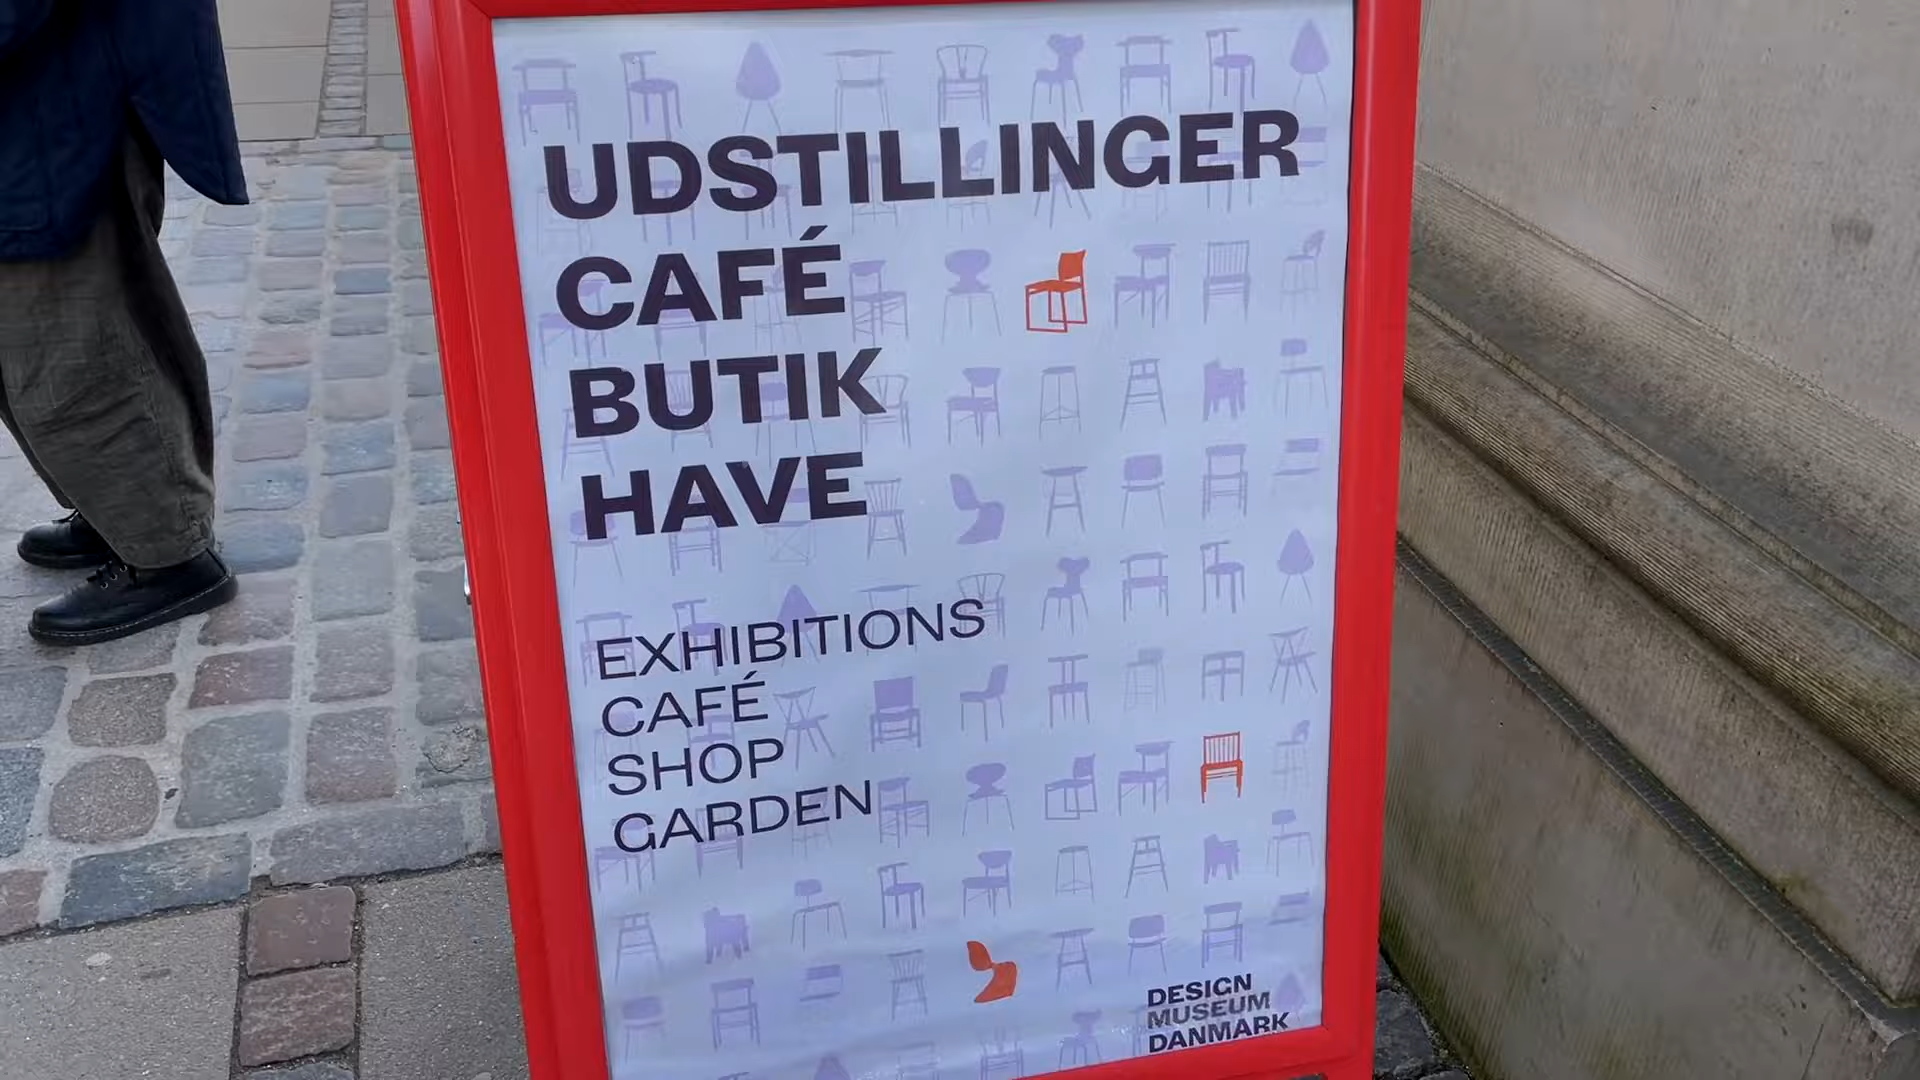 UDSTILLINGER
CAFÉ
BUTIK
HAVE
EXHIBITIONS
CAFÉ
SHOP
GARDEN
DESIGN
MUSEUM
DANMARK